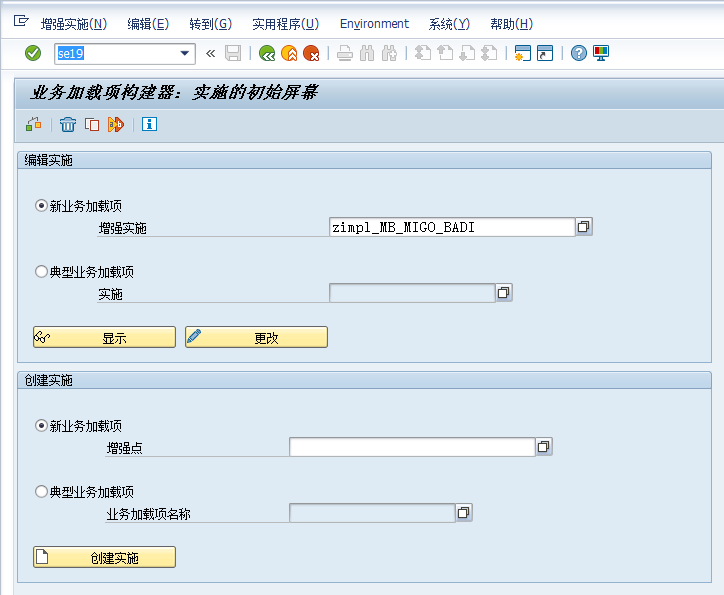 增强实施(N) 编辑(E) 转到(G) 实用程序(U) Environment 系统(Y) 帮助(H)
se19
业务加载项构建器: 实施的初始屏幕
编辑实施
新业务加载项
增强实施 zimpl_MB_MIGO_BADI
典型业务加载项
实施
显示 更改
创建实施
新业务加载项
增强点
典型业务加载项
业务加载项名称
创建实施